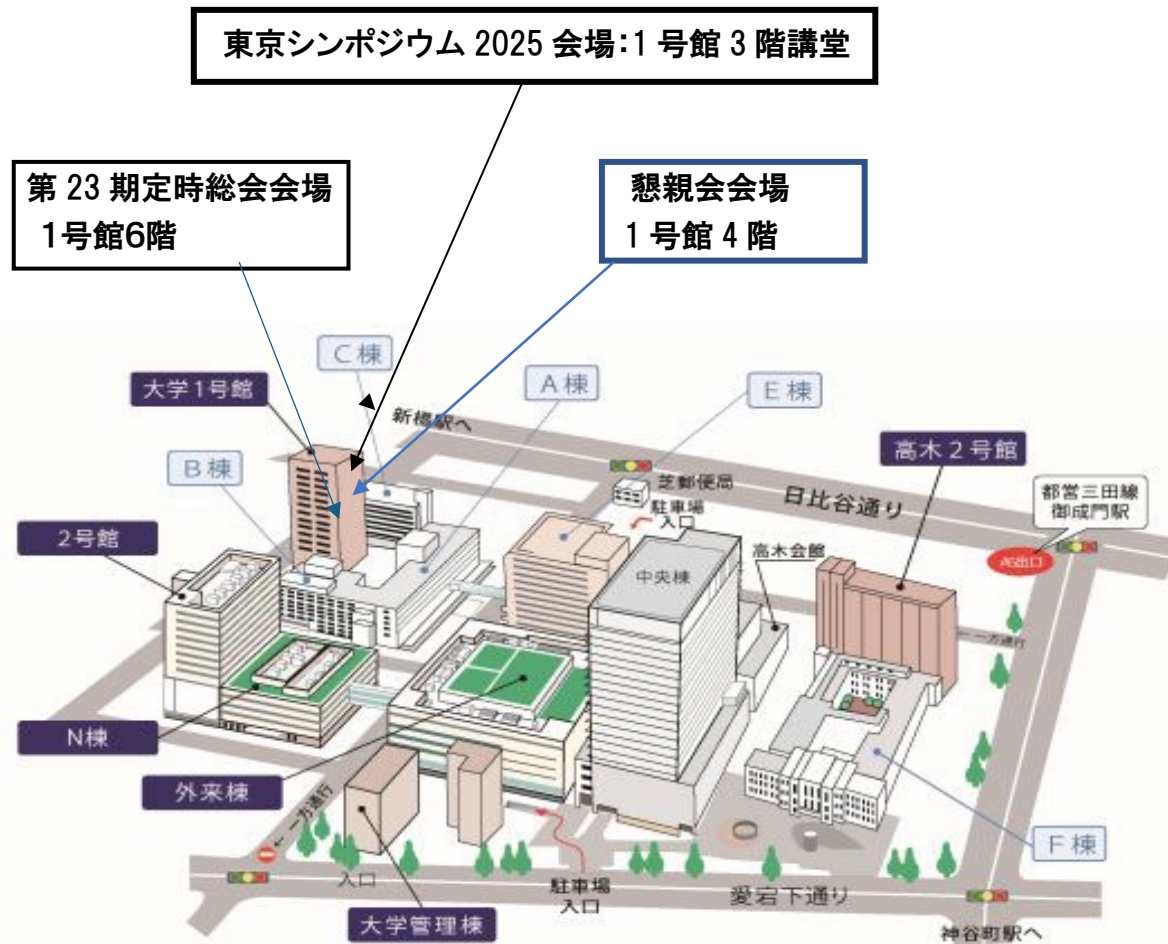 東京シンポジウム 2025 会場：1 号館 3 階講堂
第 23 期定時総会会場
1号館6階
懇親会会場
1 号館 4 階
C棟
大学1号館
A棟
E棟
新橋駅へ
高木2号館
B棟
芝郵便局
日比谷通り
都営三田線
御成門駅
駐車場
入口
2号館
高木会館
A5出口
中央棟
←一方通行
N棟
外来棟
←一方通行
F棟
入口
駐車場
入口
愛宕下通り
大学管理棟
神谷町駅へ